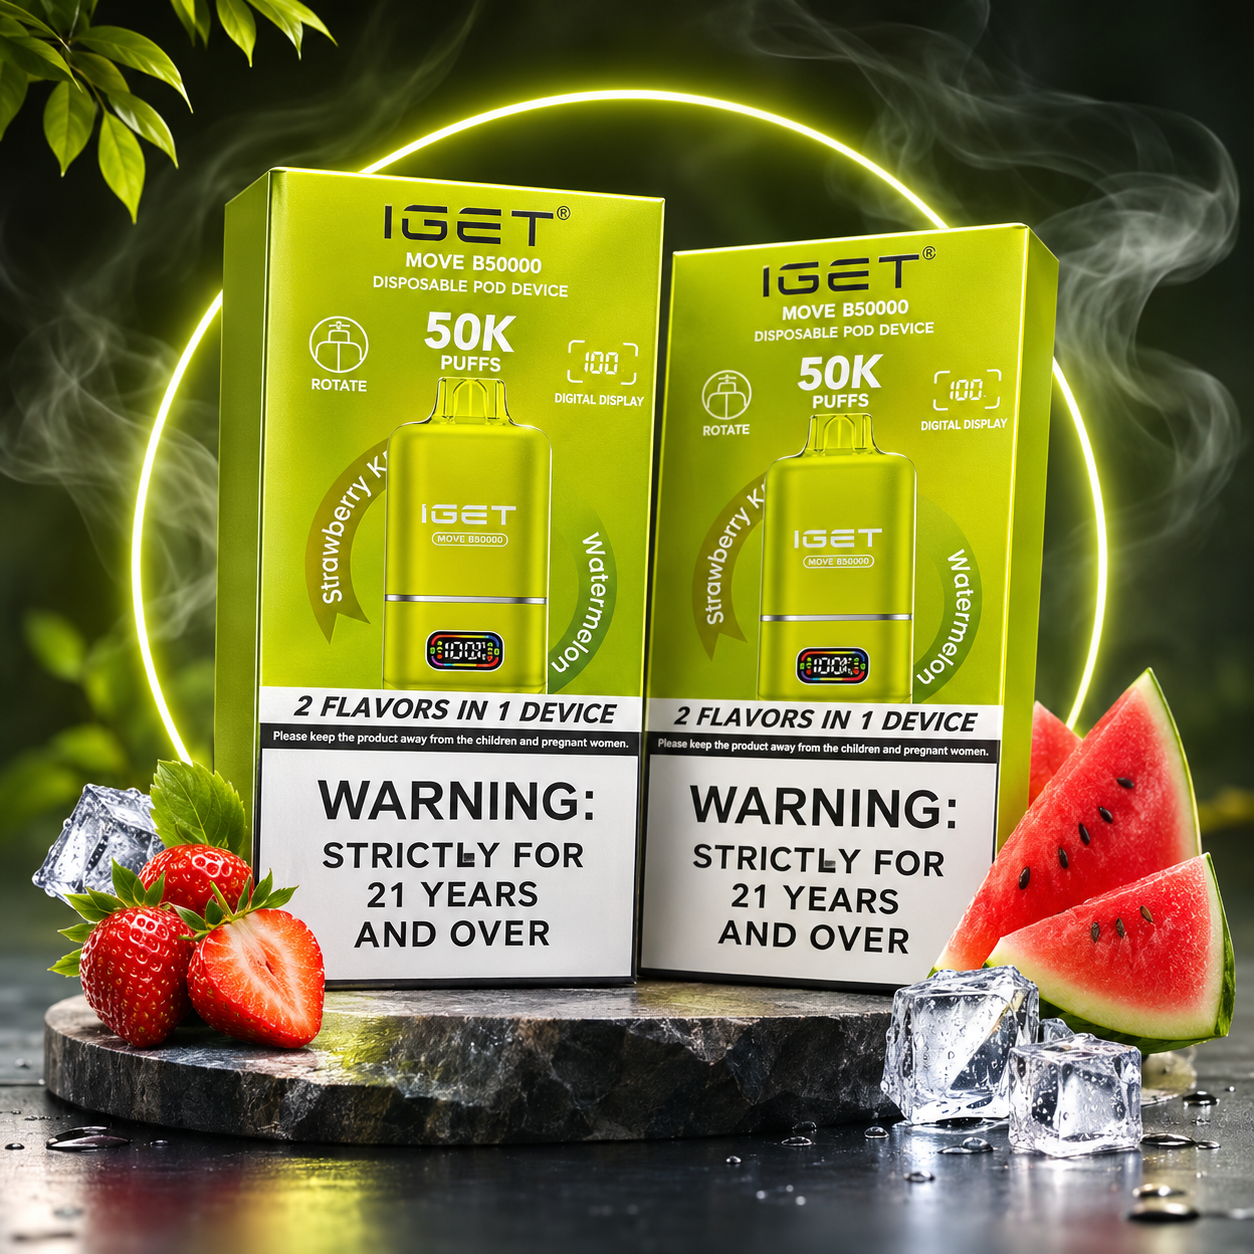 IGET®
MOVE B50000
DISPOSABLE POD DEVICE
50K
PUFFS
ROTATE
100
DIGITAL DISPLAY
Strawberry
Watermelon
IGET
MOVE B50000
100%
2 FLAVORS IN 1 DEVICE
Please keep the product away from the children and pregnant women.
WARNING:
STRICTLY FOR
21 YEARS
AND OVER
IGET®
MOVE B50000
DISPOSABLE POD DEVICE
50K
PUFFS
ROTATE
100
DIGITAL DISPLAY
Strawberry
Watermelon
IGET
MOVE B50000
100%
2 FLAVORS IN 1 DEVICE
Please keep the product away from the children and pregnant women.
WARNING:
STRICTLY FOR
21 YEARS
AND OVER